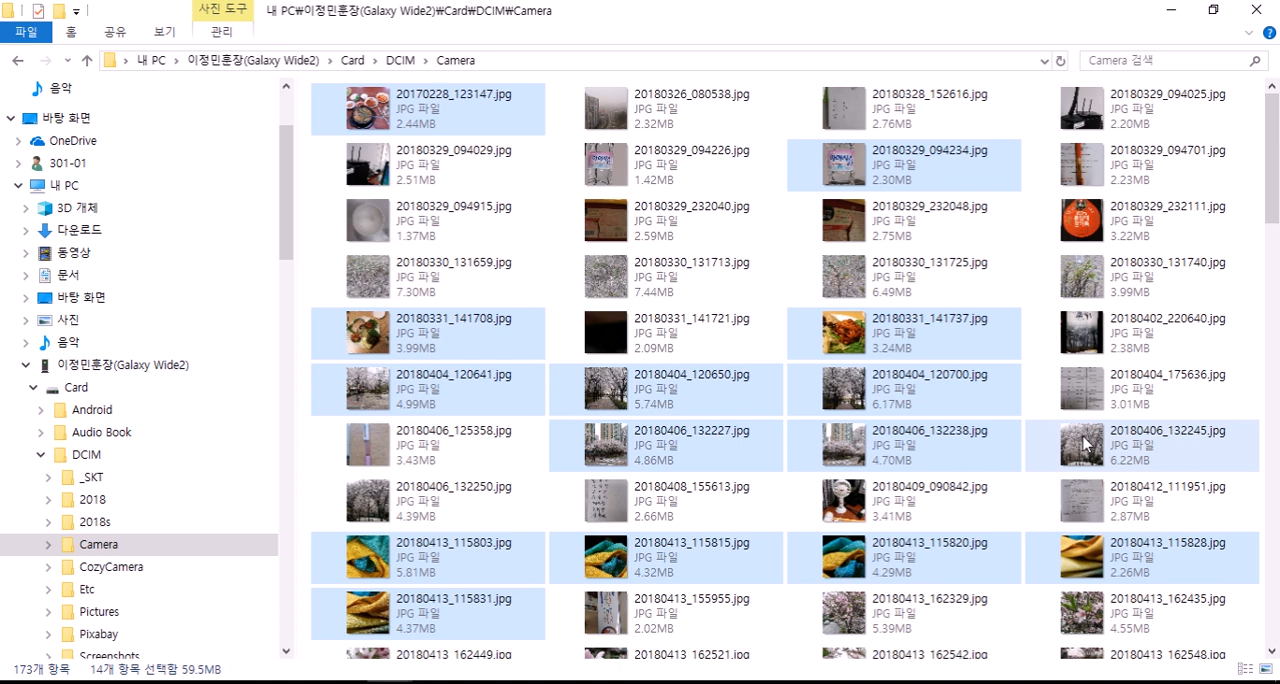 사진 도구
내 PC₩이정민훈장(Galaxy Wide2)₩Card₩DCIM₩Camera
파일
홈
공유
보기
관리
내 PC > 이정민훈장(Galaxy Wide2) > Card > DCIM > Camera
Camera 검색
음악
바탕 화면
OneDrive
301-01
내 PC
3D 개체
다운로드
동영상
문서
바탕 화면
사진
음악
이정민훈장(Galaxy Wide2)
Card
Android
Audio Book
DCIM
_SKT
2018
2018s
Camera
CozyCamera
Etc
Pictures
Pixabay
Screenshots
20170228_123147.jpg
JPG 파일
2.44MB
20180326_080538.jpg
JPG 파일
2.32MB
20180328_152616.jpg
JPG 파일
2.76MB
20180329_094025.jpg
JPG 파일
2.20MB
20180329_094029.jpg
JPG 파일
2.51MB
20180329_094226.jpg
JPG 파일
1.42MB
20180329_094234.jpg
JPG 파일
2.30MB
20180329_094701.jpg
JPG 파일
2.23MB
20180329_094915.jpg
JPG 파일
1.37MB
20180329_232040.jpg
JPG 파일
2.59MB
20180329_232048.jpg
JPG 파일
2.75MB
20180329_232111.jpg
JPG 파일
3.22MB
20180330_131659.jpg
JPG 파일
7.30MB
20180330_131713.jpg
JPG 파일
7.44MB
20180330_131725.jpg
JPG 파일
6.49MB
20180330_131740.jpg
JPG 파일
3.99MB
20180331_141708.jpg
JPG 파일
3.99MB
20180331_141721.jpg
JPG 파일
2.09MB
20180331_141737.jpg
JPG 파일
3.24MB
20180402_220640.jpg
JPG 파일
2.38MB
20180404_120641.jpg
JPG 파일
4.99MB
20180404_120650.jpg
JPG 파일
5.74MB
20180404_120700.jpg
JPG 파일
6.17MB
20180404_175636.jpg
JPG 파일
3.01MB
20180406_125358.jpg
JPG 파일
3.43MB
20180406_132227.jpg
JPG 파일
4.86MB
20180406_132238.jpg
JPG 파일
4.70MB
20180406_132245.jpg
JPG 파일
6.22MB
20180406_132250.jpg
JPG 파일
4.39MB
20180408_155613.jpg
JPG 파일
2.66MB
20180409_090842.jpg
JPG 파일
3.41MB
20180412_111951.jpg
JPG 파일
2.87MB
20180413_115803.jpg
JPG 파일
5.81MB
20180413_115815.jpg
JPG 파일
4.32MB
20180413_115820.jpg
JPG 파일
4.29MB
20180413_115828.jpg
JPG 파일
2.26MB
20180413_115831.jpg
JPG 파일
4.37MB
20180413_155955.jpg
JPG 파일
2.02MB
20180413_162329.jpg
JPG 파일
5.39MB
20180413_162435.jpg
JPG 파일
4.55MB
20180413_162449.jpg
20180413_162521.jpg
20180413_162542.jpg
20180413_162548.jpg
173개 항목
14개 항목 선택함 59.5MB